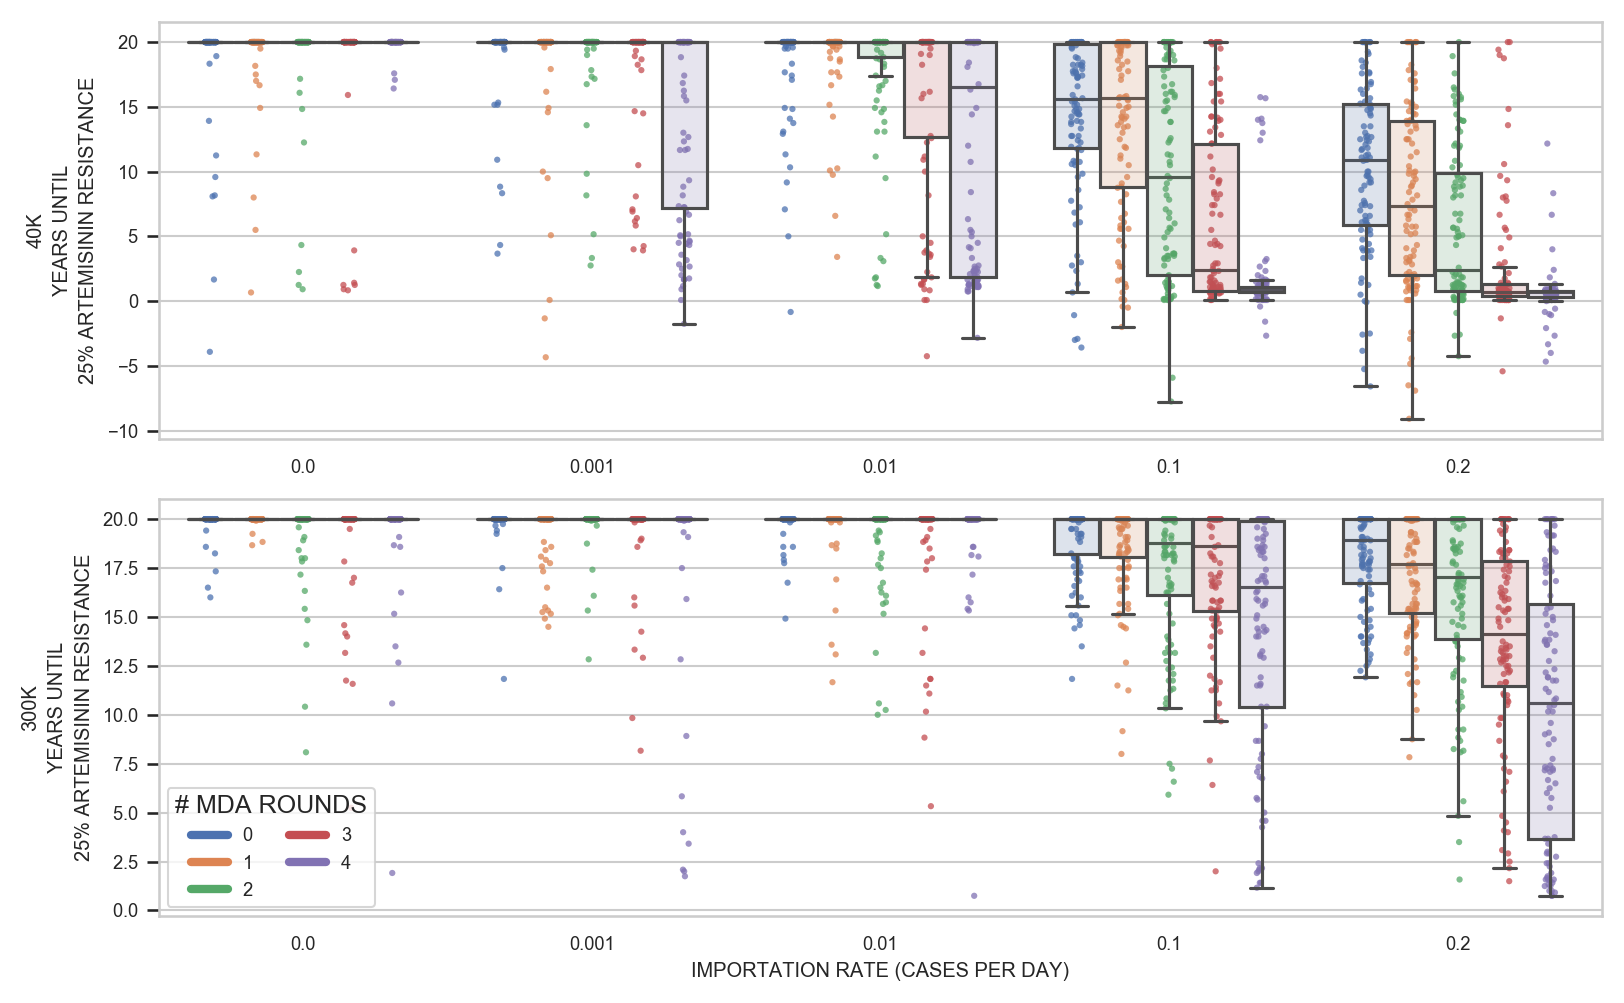 40K
YEARS UNTIL
25% ARTEMISININ RESISTANCE
20
15
10
5
0
−5
−10
0.0 0.001 0.01 0.1 0.2
300K
YEARS UNTIL
25% ARTEMISININ RESISTANCE
20.0
17.5
15.0
12.5
10.0
7.5
5.0
2.5
0.0
# MDA ROUNDS
0 3
1 4
2
0.0 0.001 0.01 0.1 0.2
IMPORTATION RATE (CASES PER DAY)